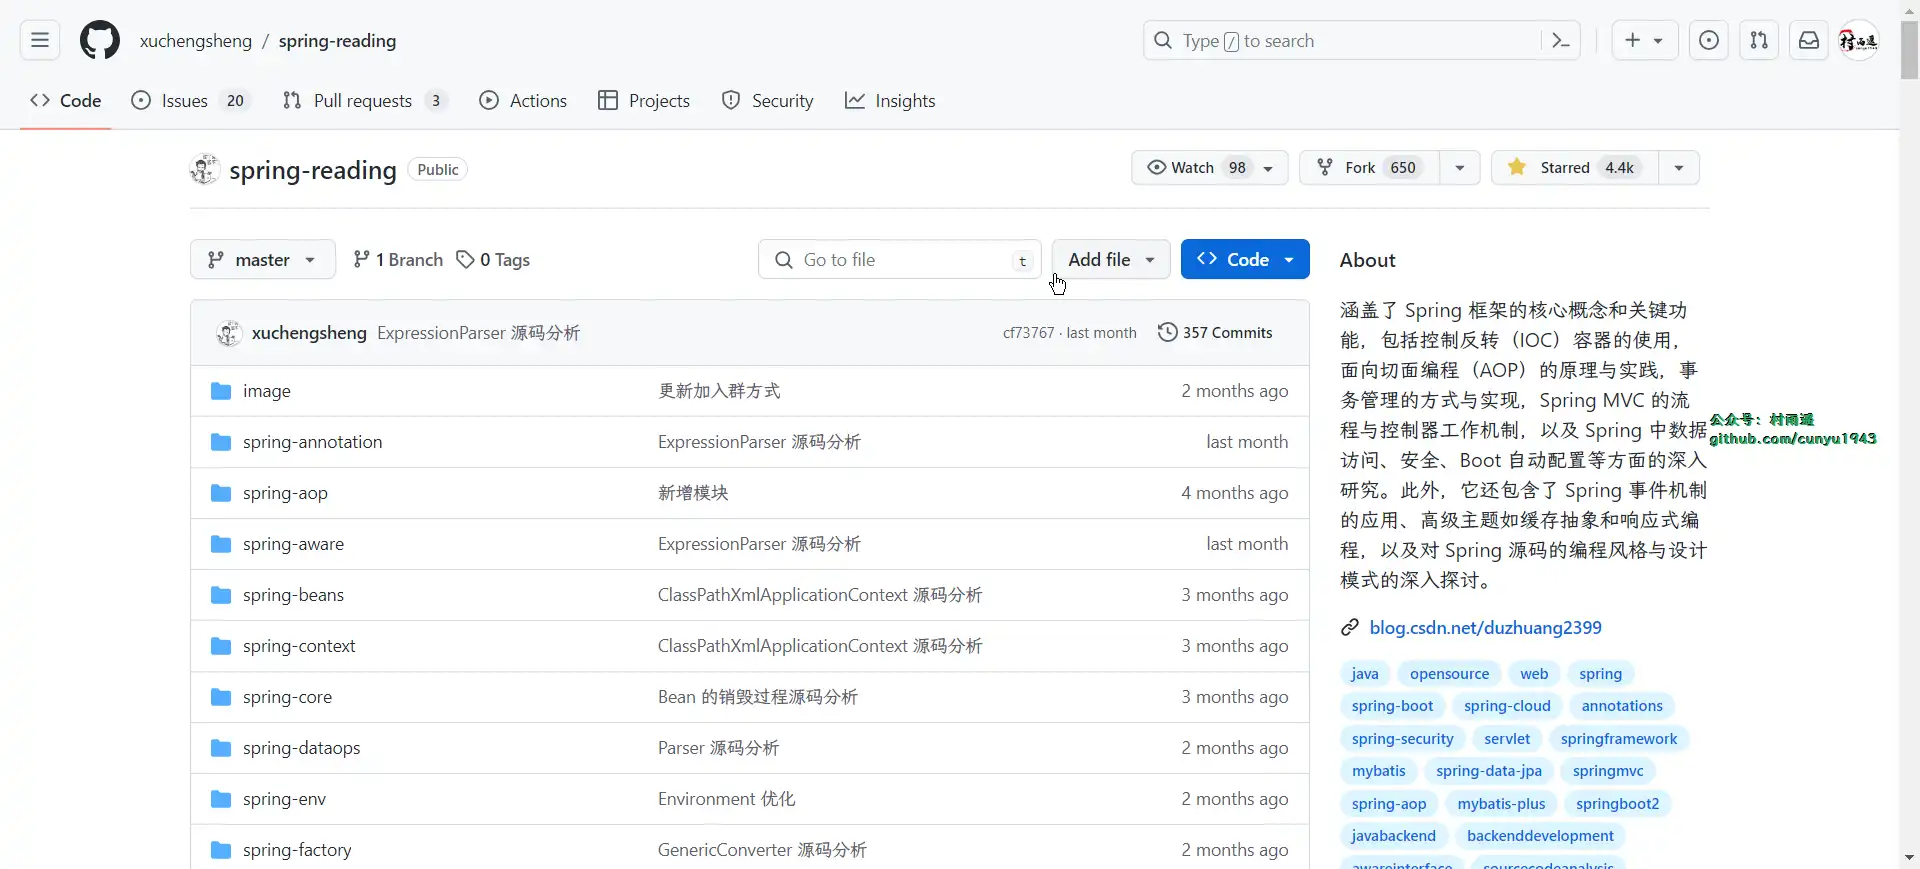 xuchengsheng / spring-reading
Type / to search
Code
Issues 20
Pull requests 3
Actions
Projects
Security
Insights
spring-reading Public
Watch 98
Fork 650
Starred 4.4k
master
1 Branch
0 Tags
Go to file t
Add file
Code
xuchengsheng ExpressionParser 源码分析 cf73767 · last month 357 Commits
image 更新加入群方式 2 months ago
spring-annotation ExpressionParser 源码分析 last month
spring-aop 新增模块 4 months ago
spring-aware ExpressionParser 源码分析 last month
spring-beans ClassPathXmlApplicationContext 源码分析 3 months ago
spring-context ClassPathXmlApplicationContext 源码分析 3 months ago
spring-core Bean 的销毁过程源码分析 3 months ago
spring-dataops Parser 源码分析 2 months ago
spring-env Environment 优化 2 months ago
spring-factory GenericConverter 源码分析 2 months ago
About
涵盖了 Spring 框架的核心概念和关键功
能，包括控制反转（IOC）容器的使用，
面向切面编程（AOP）的原理与实践，事
务管理的方式与实现，Spring MVC 的流
程与控制器工作机制，以及 Spring 中数据
访问、安全、Boot 自动配置等方面的深入
研究。此外，它还包含了 Spring 事件机制
的应用、高级主题如缓存抽象和响应式编
程，以及对 Spring 源码的编程风格与设计
模式的深入探讨。
blog.csdn.net/duzhuang2399
java opensource web spring
spring-boot spring-cloud annotations
spring-security servlet springframework
mybatis spring-data-jpa springmvc
spring-aop mybatis-plus springboot2
javabackend backenddevelopment
awareinterface sourcecodeanalysis
公众号：村雨遥
github.com/cunyu1943